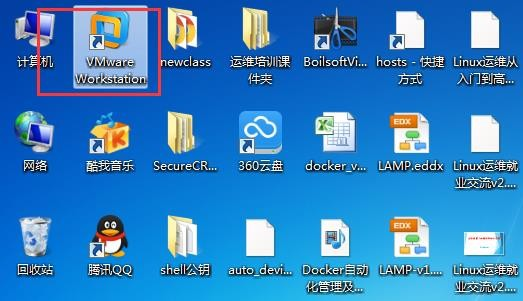 计算机
VMware
Workstation
newclass
运维培训课
件夹
BoilsoftVi...
hosts - 快捷
方式
Linux运维从
入门到高...
网络
酷我音乐
SecureCR...
360云盘
docker_v...
EDX
LAMP.eddx
Linux运维就
业交流v2....
回收站
腾讯QQ
shell公钥
auto_devi...
Docker自动
化管理及...
EDX
LAMP-v1....
Linux运维就
业交流v2....